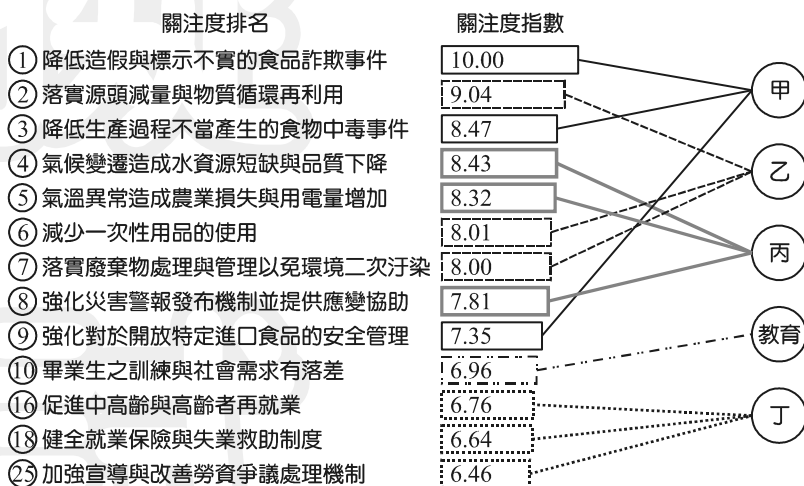 關注度排名 關注度指數
① 降低造假與標示不實的食品詐欺事件 10.00
② 落實源頭減量與物質循環再利用 9.04
③ 降低生產過程不當產生的食物中毒事件 8.47
④ 氣候變遷造成水資源短缺與品質下降 8.43
⑤ 氣溫異常造成農業損失與用電量增加 8.32
⑥ 減少一次性用品的使用 8.01
⑦ 落實廢棄物處理與管理以免環境二次汙染 8.00
⑧ 強化災害警報發布機制並提供應變協助 7.81
⑨ 強化對於開放特定進口食品的安全管理 7.35
⑩ 畢業生之訓練與社會需求有落差 6.96
⑯ 促進中高齡與高齡者再就業 6.76
⑱ 健全就業保險與失業救助制度 6.64
㉕ 加強宣導與改善勞資爭議處理機制 6.46
甲
乙
丙
教育
丁